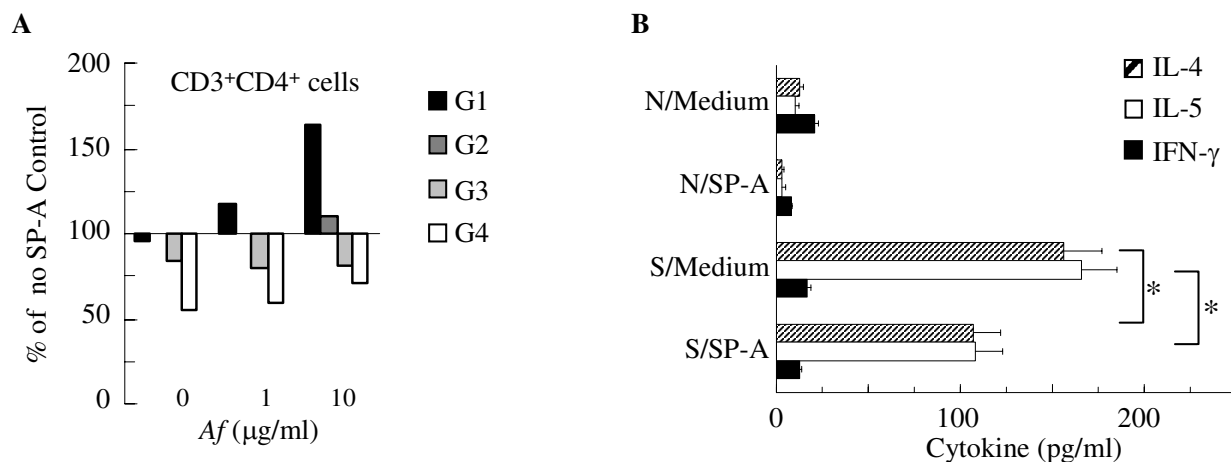 A
% of no SP-A Control
200
150
100
50
0
CD3⁺CD4⁺ cells
G1
G2
G3
G4
0 1 10
Af (μg/ml)
B
N/Medium
N/SP-A
S/Medium
S/SP-A
IL-4
IL-5
IFN-γ
*
*
0 100 200
Cytokine (pg/ml)